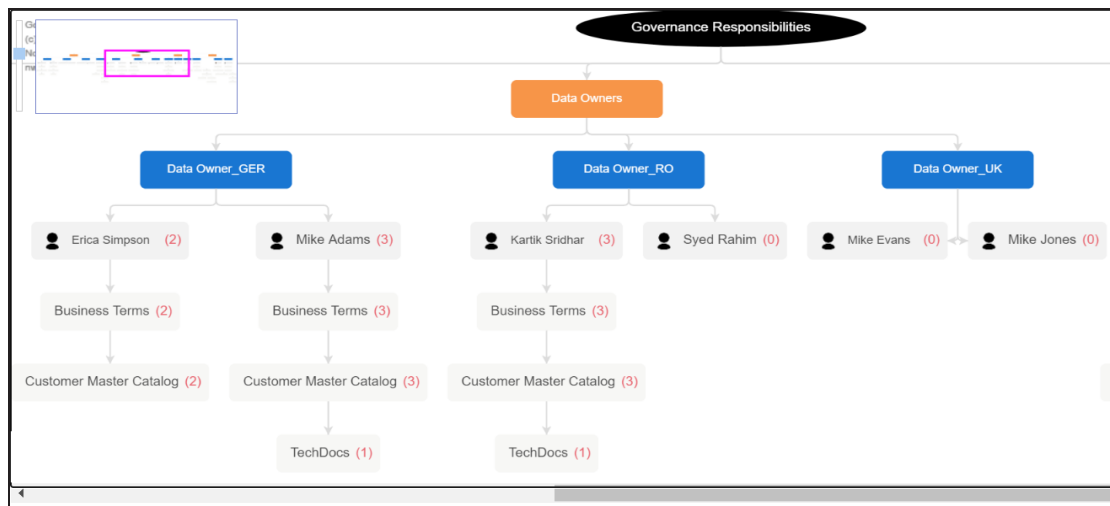 Governance Responsibilities
Data Owners
Data Owner_GER
Data Owner_RO
Data Owner_UK
Erica Simpson (2)
Mike Adams (3)
Kartik Sridhar (3)
Syed Rahim (0)
Mike Evans (0)
Mike Jones (0)
Business Terms (2)
Business Terms (3)
Business Terms (3)
Customer Master Catalog (2)
Customer Master Catalog (3)
Customer Master Catalog (3)
TechDocs (1)
TechDocs (1)